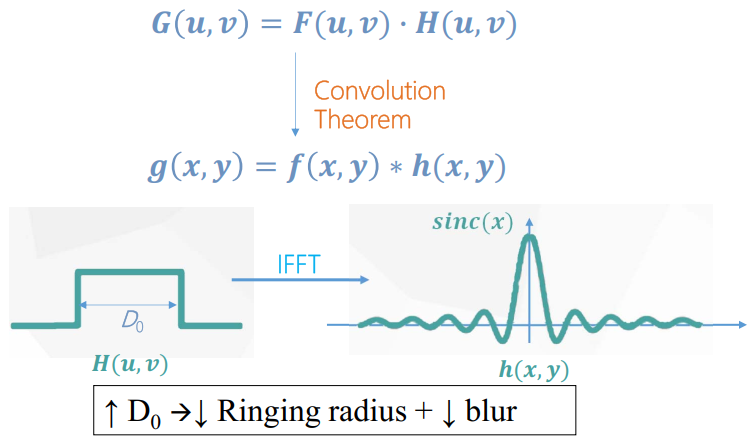 G(u, v) = F(u, v) · H(u, v)
Convolution
Theorem
g(x, y) = f(x, y) ∗ h(x, y)
sinc(x)
IFFT
D₀
H(u, v)
h(x, y)
↑ D₀ →↓ Ringing radius + ↓ blur